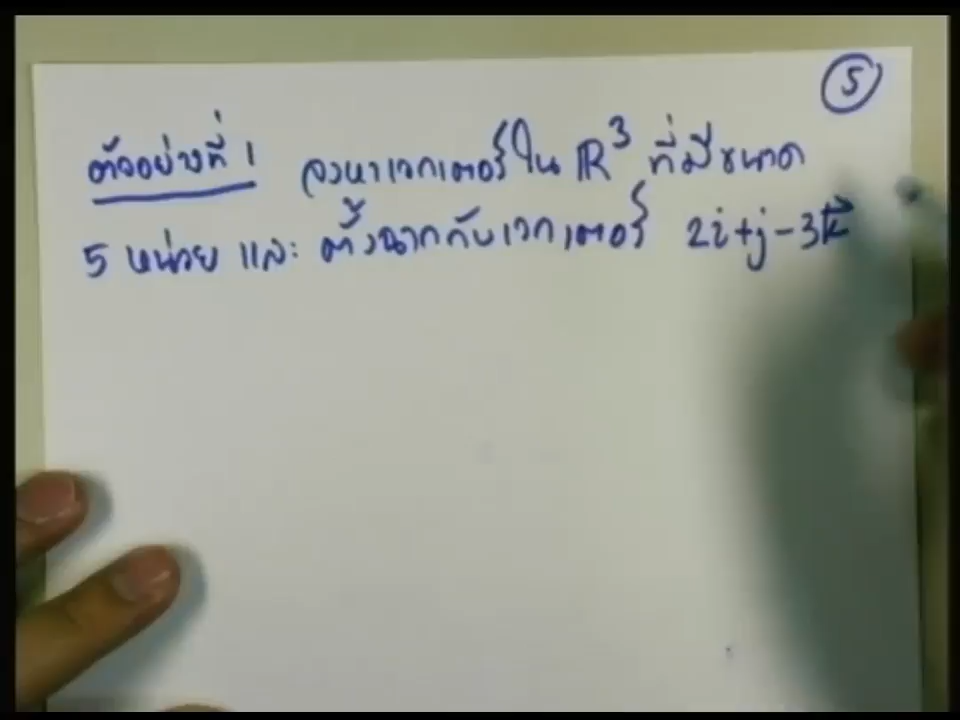 5
ตัวอย่างที่ 1 จงหาเวกเตอร์ใน ℝ³ ที่มีขนาด
5 หน่วย และ ตั้งฉากกับเวกเตอร์ 2i+j-3k⃗